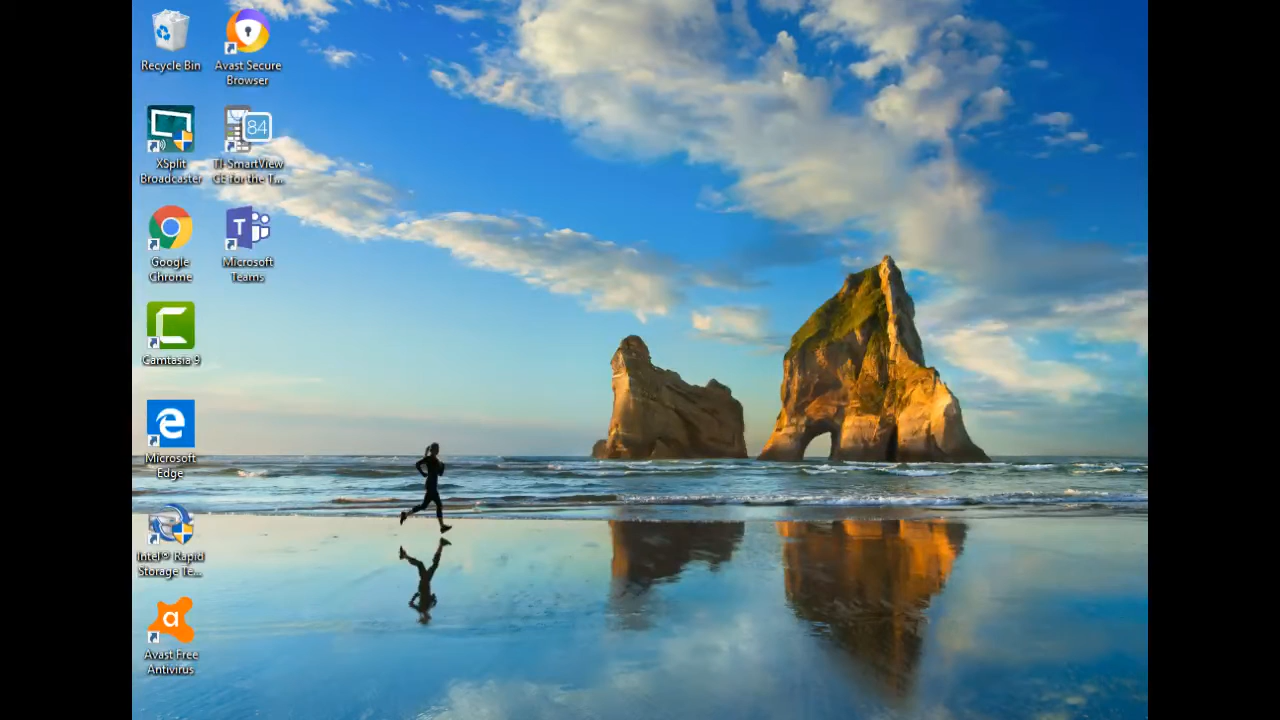 Recycle Bin
Avast Secure
Browser
XSplit
Broadcaster
84
TI-SmartView
CE for the T...
Google
Chrome
T
Microsoft
Teams
Camtasia 9
Microsoft
Edge
Intel® Rapid
Storage Te...
a
Avast Free
Antivirus